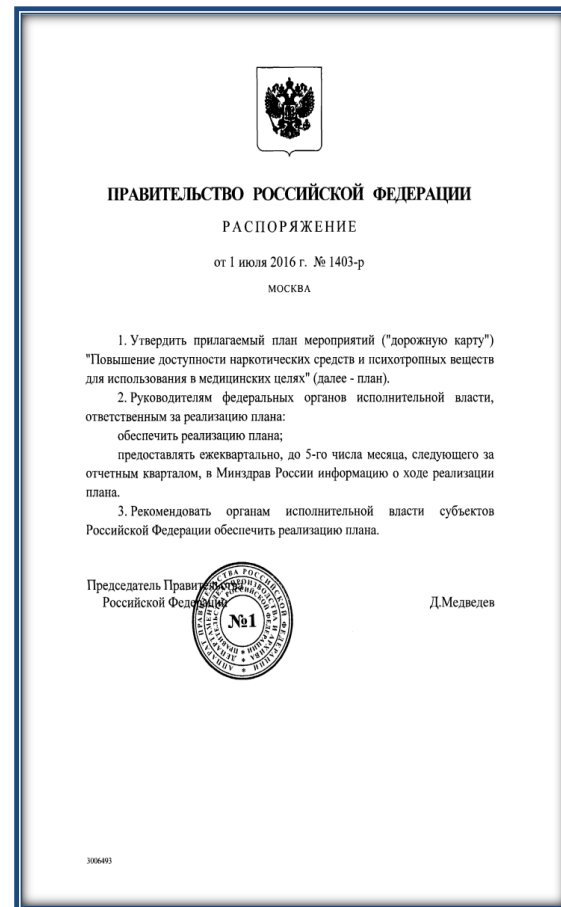 ПРАВИТЕЛЬСТВО РОССИЙСКОЙ ФЕДЕРАЦИИ
РАСПОРЯЖЕНИЕ
от 1 июля 2016 г. № 1403-р
МОСКВА
1. Утвердить прилагаемый план мероприятий ("дорожную карту")
"Повышение доступности наркотических средств и психотропных веществ
для использования в медицинских целях" (далее - план).
2. Руководителям федеральных органов исполнительной власти,
ответственным за реализацию плана:
обеспечить реализацию плана;
предоставлять ежеквартально, до 5-го числа месяца, следующего за
отчетным кварталом, в Минздрав России информацию о ходе реализации
плана.
3. Рекомендовать органам исполнительной власти субъектов
Российской Федерации обеспечить реализацию плана.
Председатель Правительства
Российской Федерации
Д.Медведев
№1
3006493